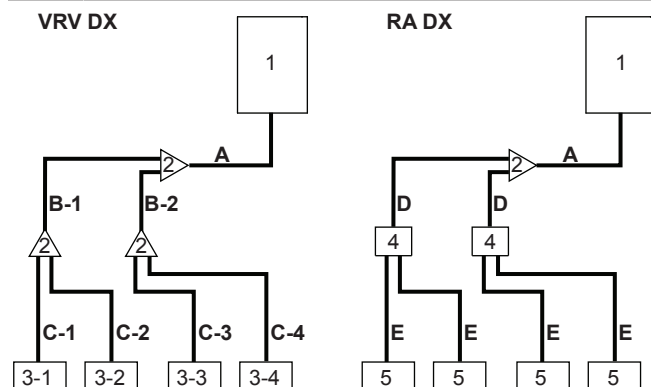 VRV DX RA DX
1 1
2 A 2 A
B-1 B-2 D D
2 2 4 4
C-1 C-2 C-3 C-4 E E E E
3-1 3-2 3-3 3-4 5 5 5 5